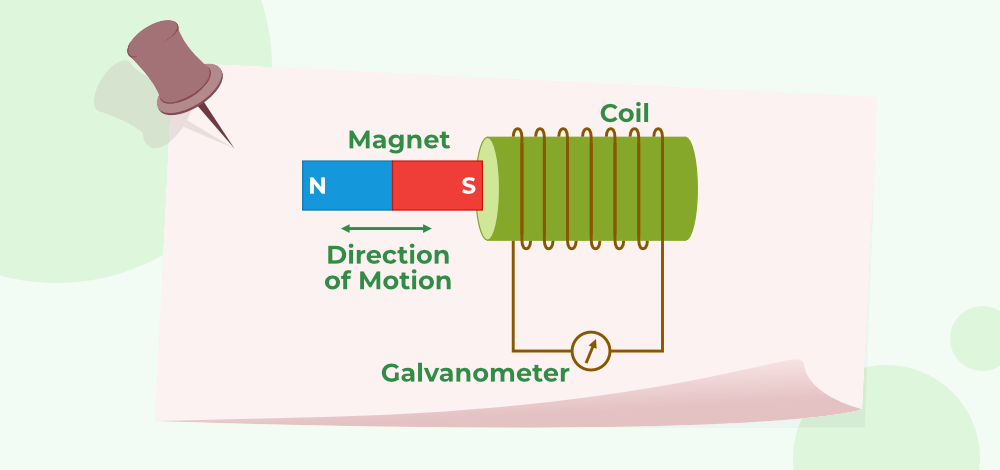 Coil
Magnet
N
S
Direction
of Motion
Galvanometer